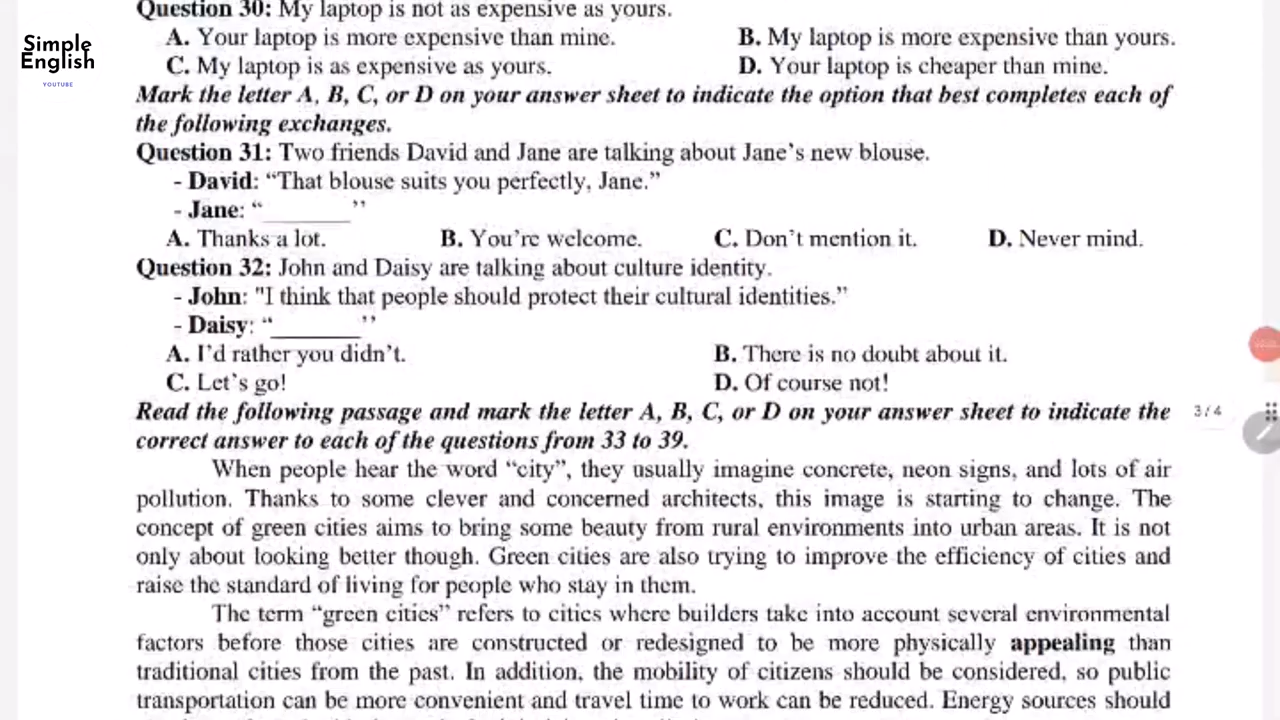 Simple
English
YOUTUBE
Question 30: My laptop is not as expensive as yours.
A. Your laptop is more expensive than mine. B. My laptop is more expensive than yours.
C. My laptop is as expensive as yours. D. Your laptop is cheaper than mine.
Mark the letter A, B, C, or D on your answer sheet to indicate the option that best completes each of
the following exchanges.
Question 31: Two friends David and Jane are talking about Jane's new blouse.
- David: “That blouse suits you perfectly, Jane.”
- Jane: “________”
A. Thanks a lot. B. You're welcome. C. Don't mention it. D. Never mind.
Question 32: John and Daisy are talking about culture identity.
- John: "I think that people should protect their cultural identities.”
- Daisy: “________”
A. I'd rather you didn't. B. There is no doubt about it.
C. Let's go! D. Of course not!
Read the following passage and mark the letter A, B, C, or D on your answer sheet to indicate the
correct answer to each of the questions from 33 to 39.
3/4
When people hear the word “city”, they usually imagine concrete, neon signs, and lots of air
pollution. Thanks to some clever and concerned architects, this image is starting to change. The
concept of green cities aims to bring some beauty from rural environments into urban areas. It is not
only about looking better though. Green cities are also trying to improve the efficiency of cities and
raise the standard of living for people who stay in them.
The term “green cities” refers to cities where builders take into account several environmental
factors before those cities are constructed or redesigned to be more physically appealing than
traditional cities from the past. In addition, the mobility of citizens should be considered, so public
transportation can be more convenient and travel time to work can be reduced. Energy sources should